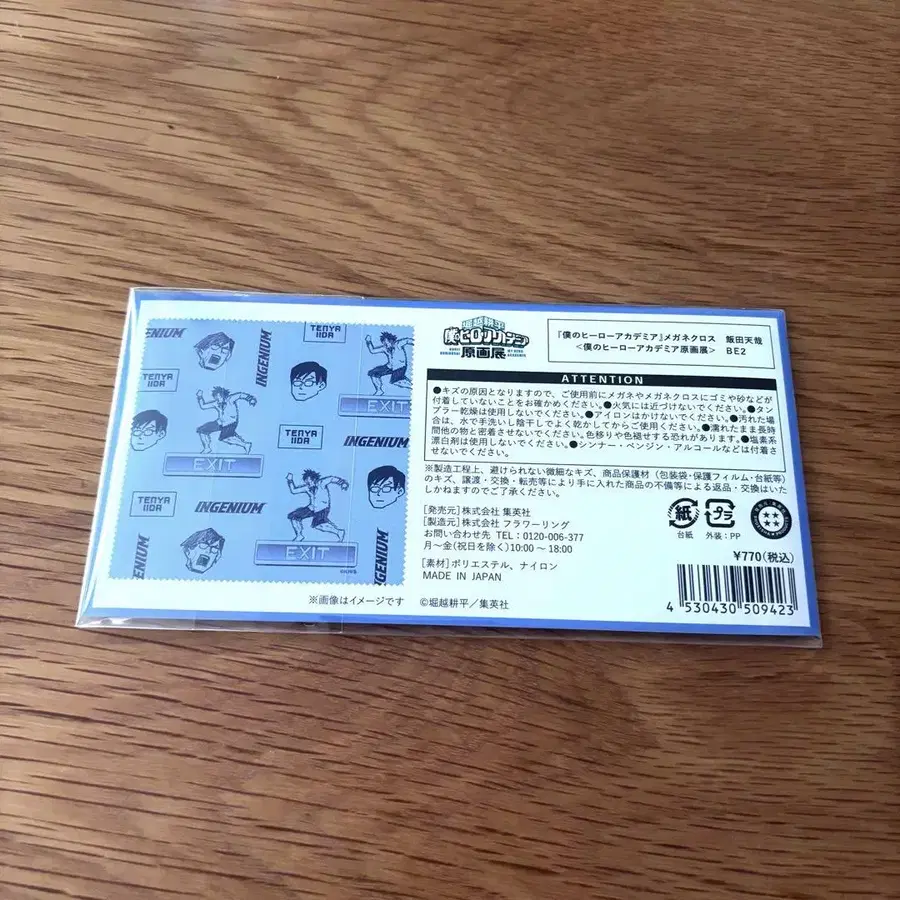 ENIUM
INGENIUM
TENYA
IIDA
TENYA
IIDA
EXIT
TENYA
IIDA
INGENIUM
EXIT
TENYA
IIDA
INGENIUM
INGENIUM
GENIUM
EXIT
※画像はイメージです
堀越耕平
僕のヒーローアカデミア
原画展
『僕のヒーローアカデミア』メガネクロス 飯田天哉
<僕のヒーローアカデミア原画展> BE2
ATTENTION
●キズの原因となりますので、ご使用前にメガネやメガネクロスにゴミや砂などが
付着していないことをお確かめください。●火気には近づけないでください。●タン
ブラー乾燥は使用しないでください。●アイロンはかけないでください。●汚れた場
合は、水で手洗いし陰干しでよく乾かしてからご使用ください。●濡れたまま長時
間他の物と密着させないでください。色移りや色褪せする恐れがあります。●塩素系
漂白剤は使用しないでください。●シンナー・ベンジン・アルコールなどは付着さ
せないでください。
※製造工程上、避けられない微細なキズ、商品保護材(包装袋・保護フィルム・台紙等)
のキズ、譲渡・交換・転売等により手に入れた商品の不備等による返品・交換はいた
しかねますのでご了承ください。
[発売元]株式会社 集英社
[製造元]株式会社 フラワーリング
お問い合わせ先 TEL:0120-006-377
月〜金(祝日を除く)10:00〜18:00
[素材]ポリエステル、ナイロン
MADE IN JAPAN
©堀越耕平/集英社
紙
台紙
プラ
外装:PP
¥770(税込)
4 530430 509423